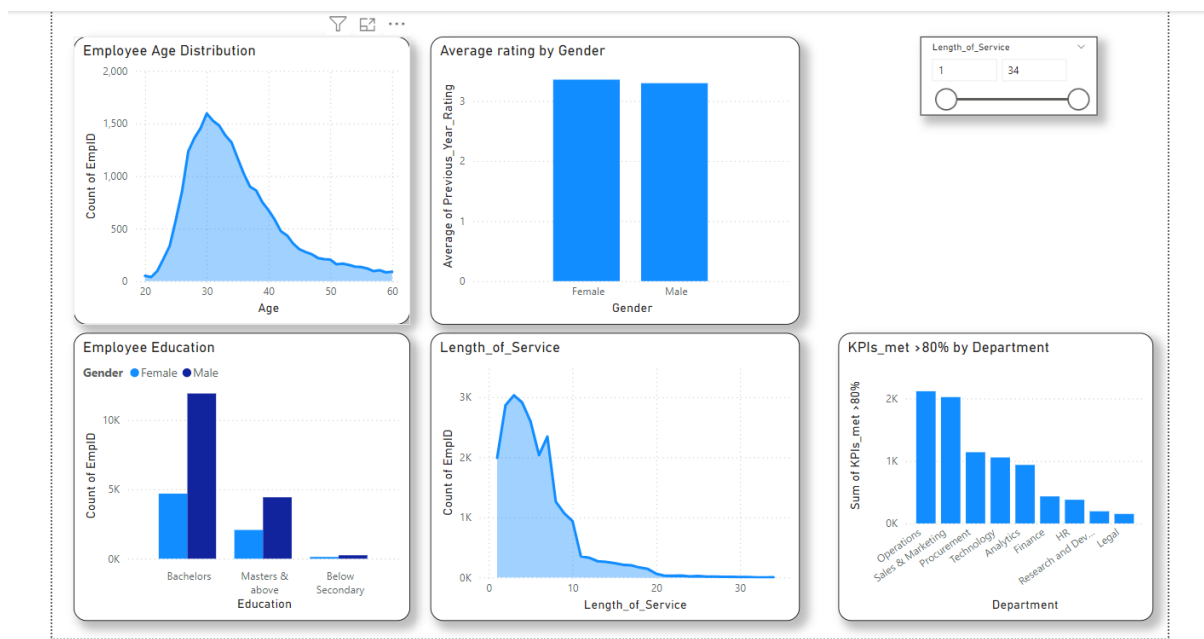 Employee Age Distribution
2,000
1,500
1,000
500
0
Count of EmpID
20 30 40 50 60
Age
Average rating by Gender
3
2
1
0
Average of Previous_Year_Rating
Female Male
Gender
Length_of_Service
1 34
Employee Education
Gender Female Male
10K
5K
0K
Count of EmpID
Bachelors Masters & above Below Secondary
Education
Length_of_Service
3K
2K
1K
0K
Count of EmpID
0 10 20 30
Length_of_Service
KPIs_met >80% by Department
2K
1K
0K
Sum of KPIs_met >80%
Operations
Sales & Marketing
Procurement
Technology
Analytics
Finance
HR
Research and Dev...
Legal
Department